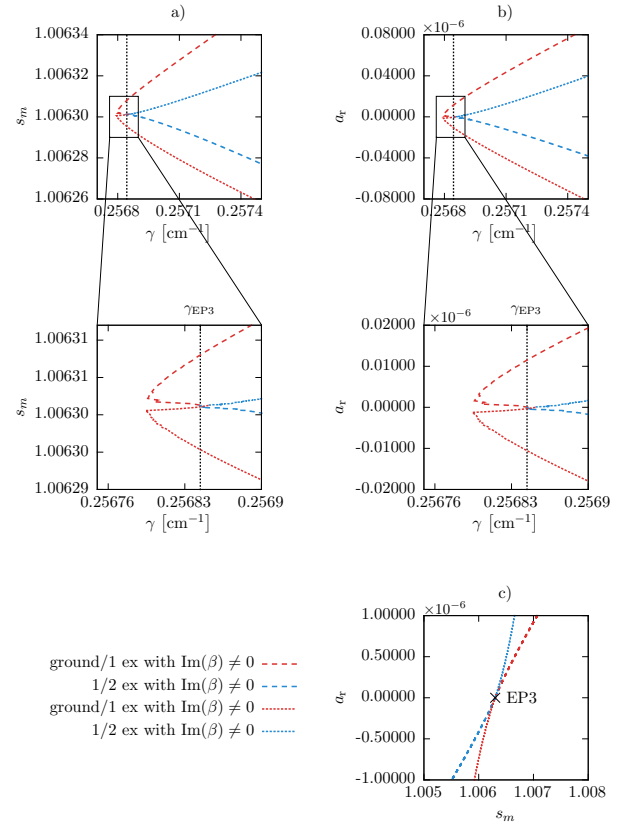 a)
1.00634
1.00632
1.00630
1.00628
1.00626
s_m
0.2568
0.2571
0.2574
γ [cm⁻¹]
b)
×10⁻⁶
0.08000
0.04000
0.00000
-0.04000
-0.08000
a_r
0.2568
0.2571
0.2574
γ [cm⁻¹]
γ_EP3
1.00631
1.00631
1.00630
1.00630
1.00629
s_m
0.25676
0.25683
0.2569
γ [cm⁻¹]
γ_EP3
×10⁻⁶
0.02000
0.01000
0.00000
-0.01000
-0.02000
a_r
0.25676
0.25683
0.2569
γ [cm⁻¹]
ground/1 ex with Im(β) ≠ 0
1/2 ex with Im(β) ≠ 0
ground/1 ex with Im(β) ≠ 0
1/2 ex with Im(β) ≠ 0
c)
×10⁻⁶
1.00000
0.50000
0.00000
-0.50000
-1.00000
a_r
EP3
1.005
1.006
1.007
1.008
s_m